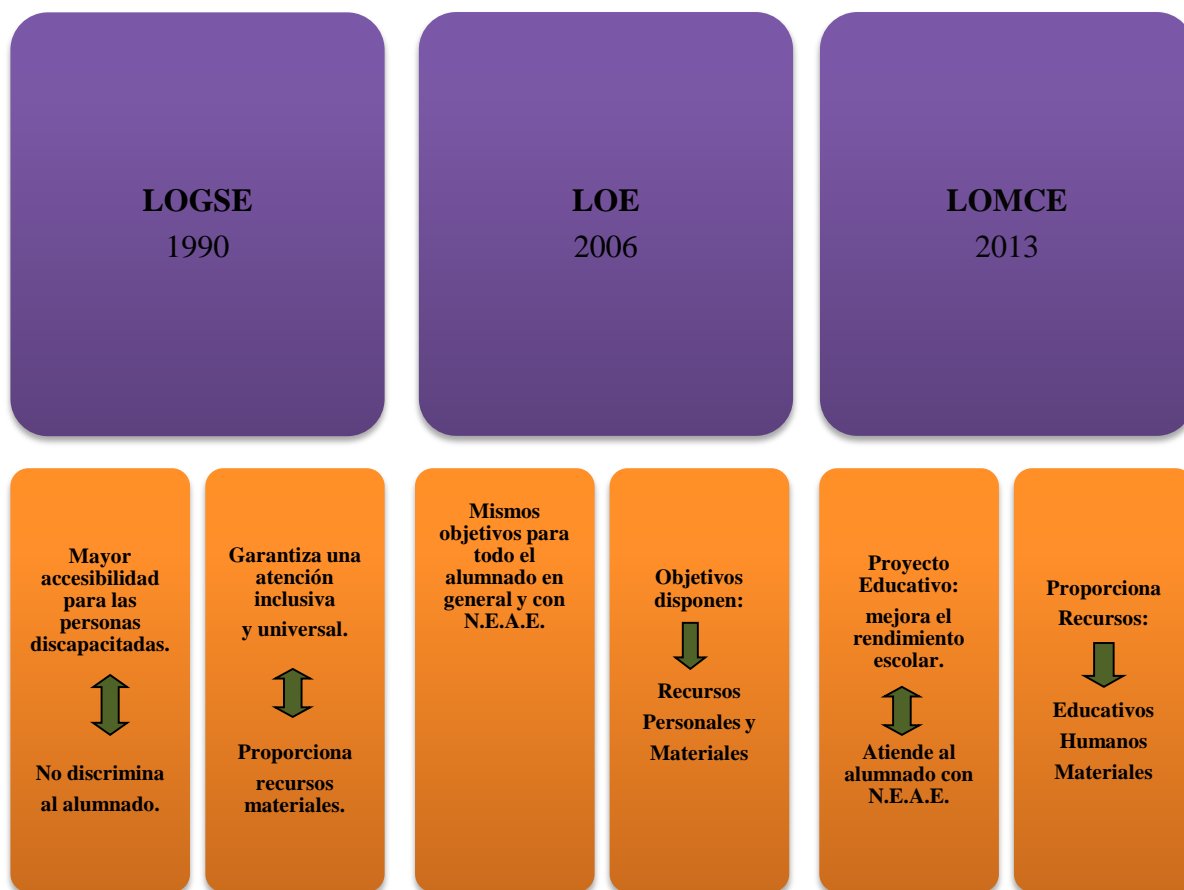 LOGSE
1990
LOE
2006
LOMCE
2013
Mayor
accesibilidad
para las
personas
discapacitadas.
No discrimina
al alumnado.
Garantiza una
atención
inclusiva
y universal.
Proporciona
recursos
materiales.
Mismos
objetivos para
todo el
alumnado en
general y con
N.E.A.E.
Objetivos
disponen:
Recursos
Personales y
Materiales
Proyecto
Educativo:
mejora el
rendimiento
escolar.
Atiende al
alumnado con
N.E.A.E.
Proporciona
Recursos:
Educativos
Humanos
Materiales